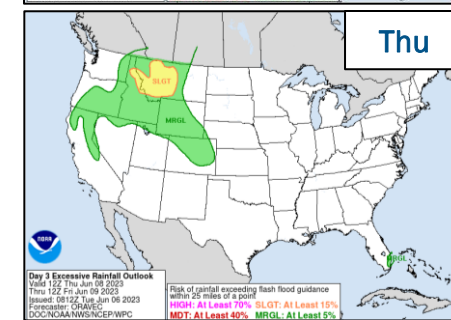 Thu
SLGT
MRGL
MRGL
NOAA
Day 3 Excessive Rainfall Outlook
Valid 12Z Thu Jun 08 2023
Thru 12Z Fri Jun 09 2023
Issued: 0812Z Tue Jun 06 2023
Forecaster: ORAVEC
DOC/NOAA/NWS/NCEP/WPC
Risk of rainfall exceeding flash flood guidance
within 25 miles of a point
HIGH: At Least 70% SLGT: At Least 15%
MDT: At Least 40% MRGL: At Least 5%